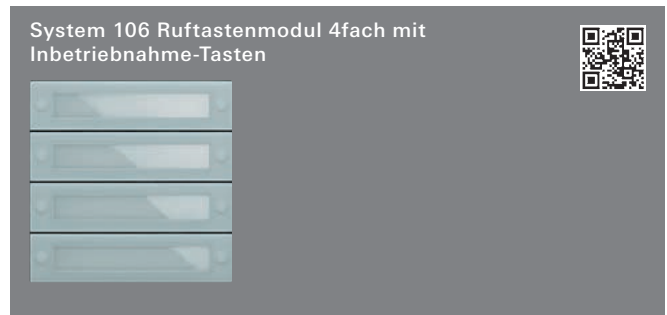 System 106 Ruftastenmodul 4fach mit
Inbetriebnahme-Tasten